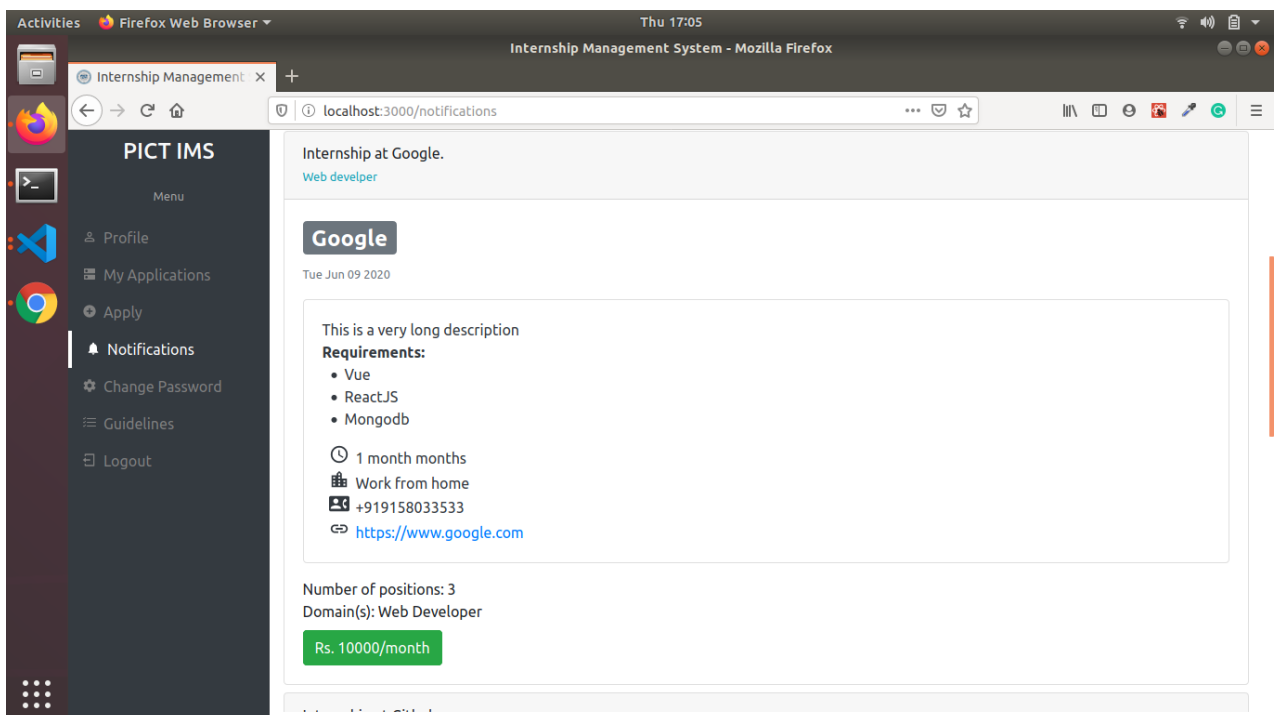 Activities Firefox Web Browser Thu 17:05
Internship Management System - Mozilla Firefox
Internship Management
localhost:3000/notifications
PICT IMS
Menu
Profile
My Applications
Apply
Notifications
Change Password
Guidelines
Logout
Internship at Google.
Web develper
Google
Tue Jun 09 2020
This is a very long description
Requirements:
• Vue
• ReactJS
• Mongodb
1 month months
Work from home
+919158033533
https://www.google.com
Number of positions: 3
Domain(s): Web Developer
Rs. 10000/month